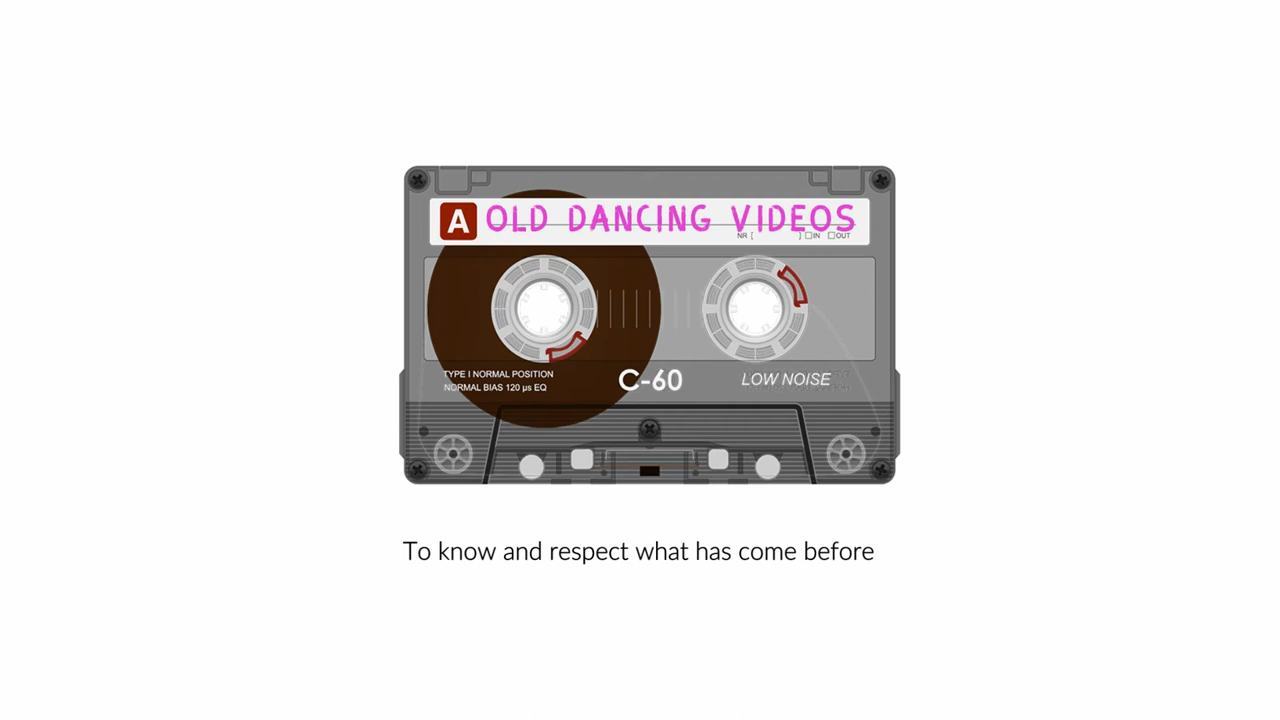 A OLD DANCING VIDEOS
NR [ ] IN OUT
TYPE I NORMAL POSITION
NORMAL BIAS 120 μs EQ
C-60
LOW NOISE
To know and respect what has come before